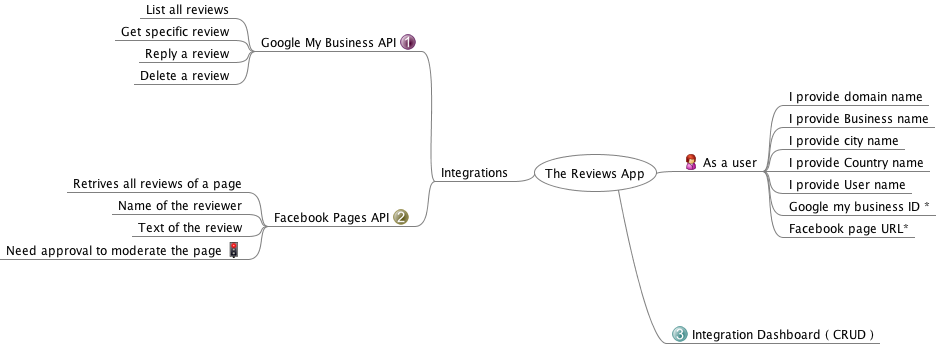 List all reviews
Get specific review
Reply a review
Delete a review
Google My Business API 1
Retrives all reviews of a page
Name of the reviewer
Text of the review
Need approval to moderate the page
Facebook Pages API 2
Integrations
The Reviews App
As a user
I provide domain name
I provide Business name
I provide city name
I provide Country name
I provide User name
Google my business ID *
Facebook page URL*
3 Integration Dashboard ( CRUD )